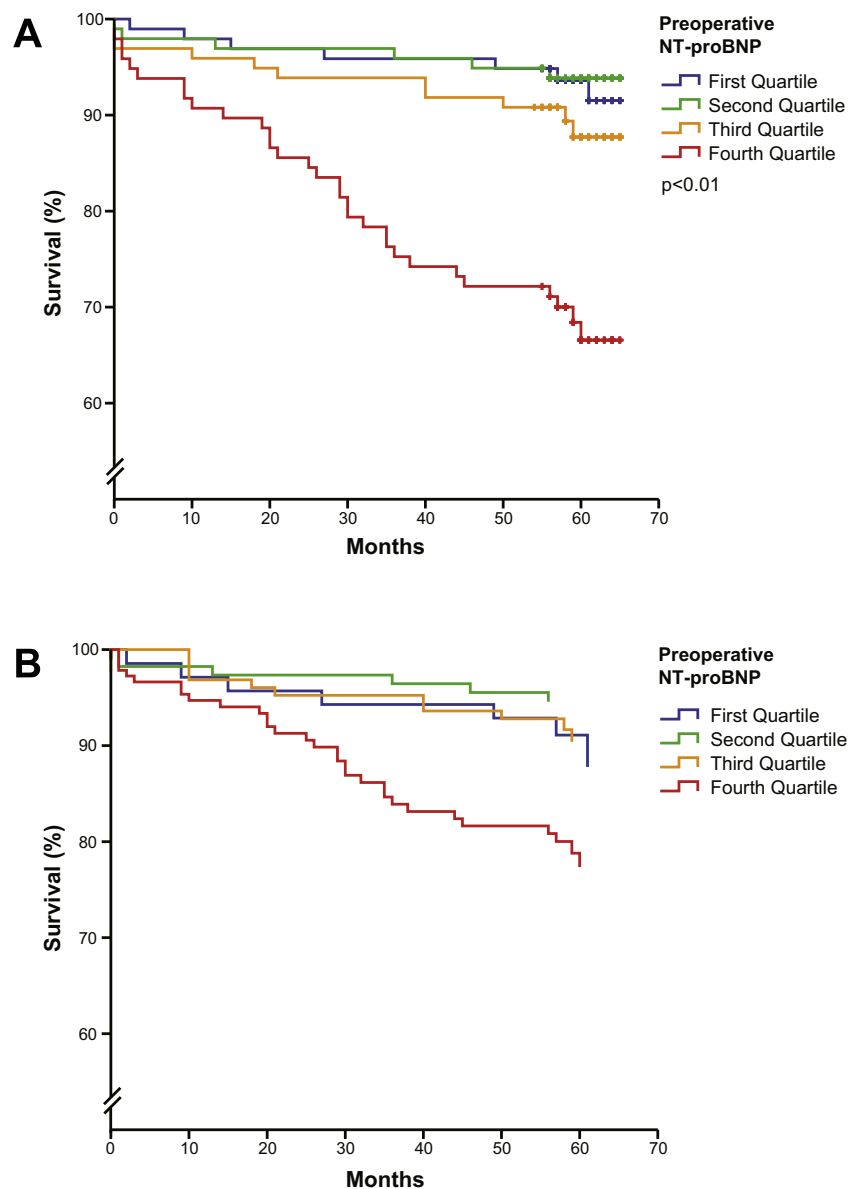 A
Preoperative
NT-proBNP
First Quartile
Second Quartile
Third Quartile
Fourth Quartile
p<0.01
Survival (%)
100
90
80
70
60
0 10 20 30 40 50 60 70
Months
B
Preoperative
NT-proBNP
First Quartile
Second Quartile
Third Quartile
Fourth Quartile
Survival (%)
100
90
80
70
60
0 10 20 30 40 50 60 70
Months